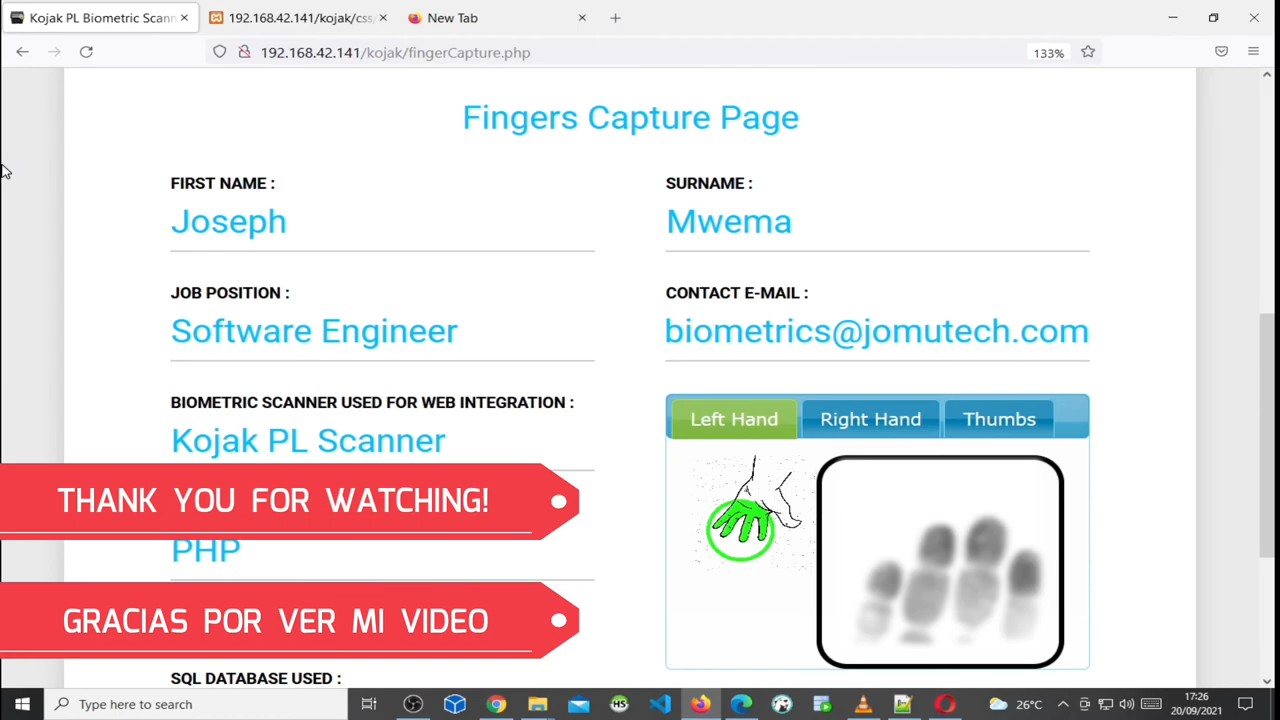 Kojak PL Biometric Scann
192.168.42.141/kojak/css/
New Tab
192.168.42.141/kojak/fingerCapture.php
133%
Fingers Capture Page
FIRST NAME :
Joseph
SURNAME :
Mwema
JOB POSITION :
Software Engineer
CONTACT E-MAIL :
biometrics@jomutech.com
BIOMETRIC SCANNER USED FOR WEB INTEGRATION :
Kojak PL Scanner
Left Hand
Right Hand
Thumbs
THANK YOU FOR WATCHING!
PHP
GRACIAS POR VER MI VIDEO
SQL DATABASE USED :
Type here to search
HS
26°C
17:26
20/09/2021